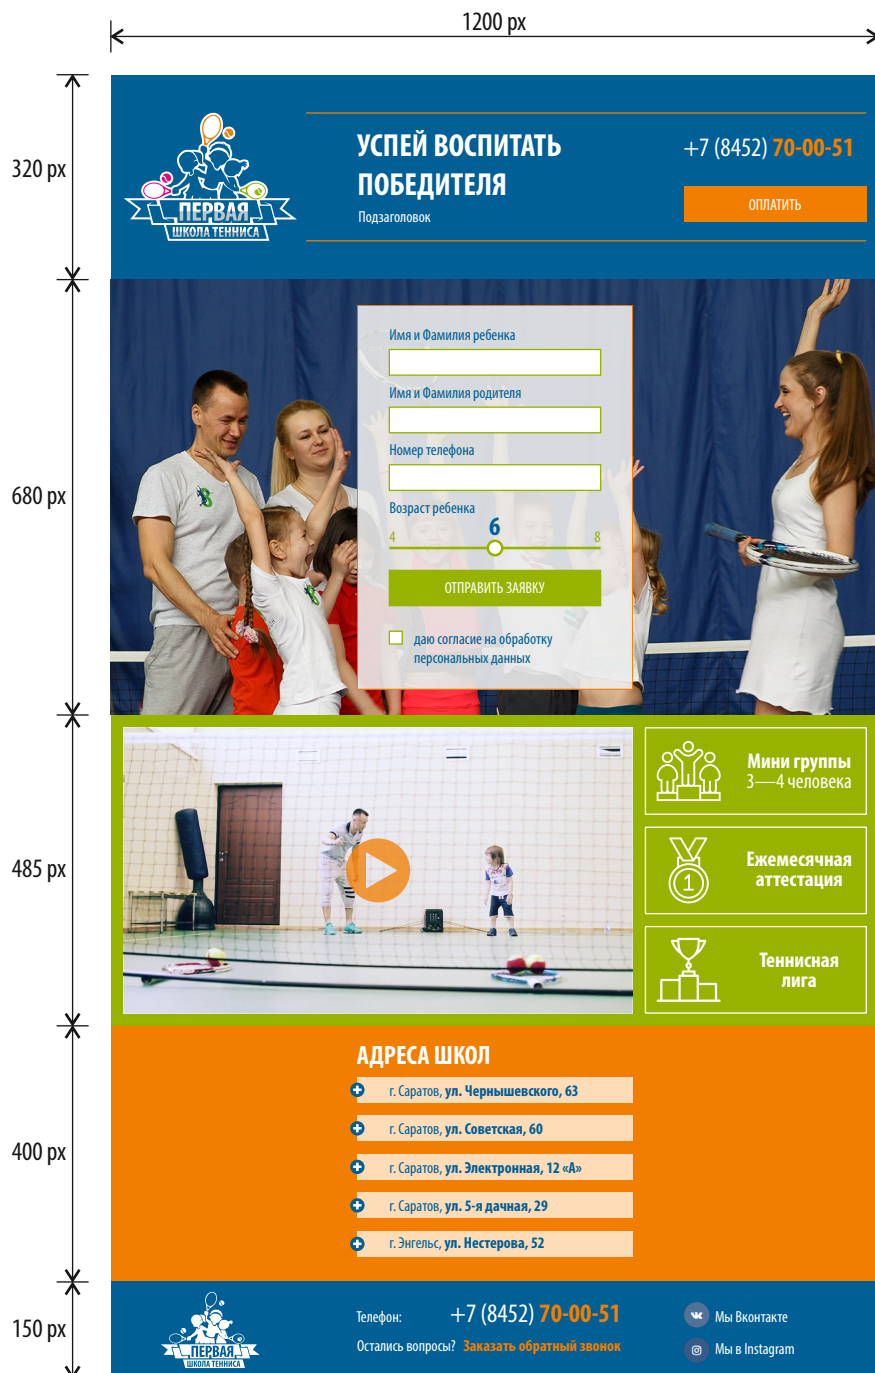 1200 px
320 px
ПЕРВАЯ
ШКОЛА ТЕННИСА
УСПЕЙ ВОСПИТАТЬ
ПОБЕДИТЕЛЯ
Подзаголовок
+7 (8452) 70-00-51
ОПЛАТИТЬ
680 px
Имя и Фамилия ребенка
Имя и Фамилия родителя
Номер телефона
Возраст ребенка
4 6 8
ОТПРАВИТЬ ЗАЯВКУ
даю согласие на обработку
персональных данных
485 px
Мини группы
3—4 человека
1
Ежемесячная
аттестация
Теннисная
лига
400 px
АДРЕСА ШКОЛ
г. Саратов, ул. Чернышевского, 63
г. Саратов, ул. Советская, 60
г. Саратов, ул. Электронная, 12 «А»
г. Саратов, ул. 5-я дачная, 29
г. Энгельс, ул. Нестерова, 52
150 px
ПЕРВАЯ
ШКОЛА ТЕННИСА
Телефон: +7 (8452) 70-00-51
Остались вопросы? Заказать обратный звонок
Мы Вконтакте
Мы в Instagram